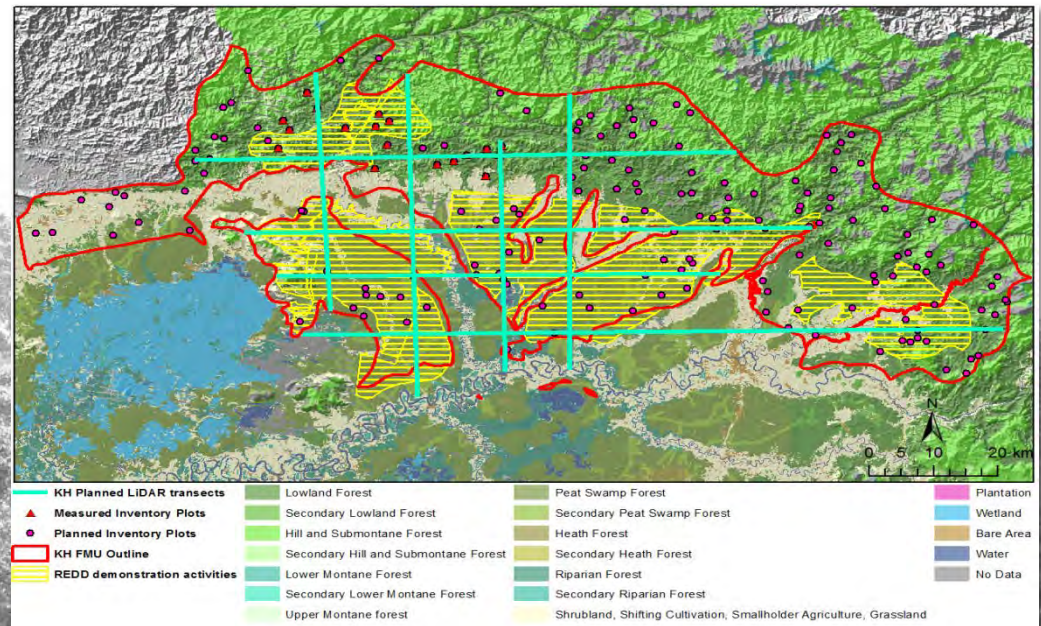 N
0 5 10 20 km
KH Planned LiDAR transects
Measured Inventory Plots
Planned Inventory Plots
KH FMU Outline
REDD demonstration activities
Lowland Forest
Secondary Lowland Forest
Hill and Submontane Forest
Secondary Hill and Submontane Forest
Lower Montane Forest
Secondary Lower Montane Forest
Upper Montane forest
Peat Swamp Forest
Secondary Peat Swamp Forest
Heath Forest
Secondary Heath Forest
Riparian Forest
Secondary Riparian Forest
Shrubland, Shifting Cultivation, Smallholder Agriculture, Grassland
Plantation
Wetland
Bare Area
Water
No Data